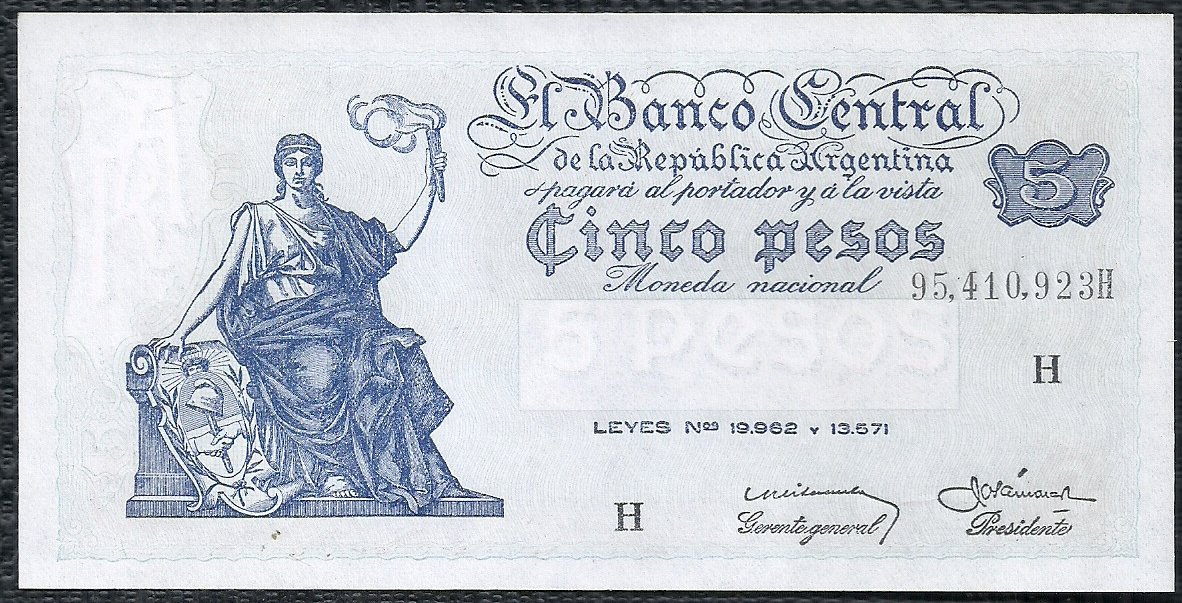 El Banco Central
de la República Argentina
pagará al portador y á la vista
5
Cinco pesos
Moneda nacional
95,410,923H
5 pesos
H
LEYES Nos 19.962 Y 13.571
H
Gerente general
Presidente